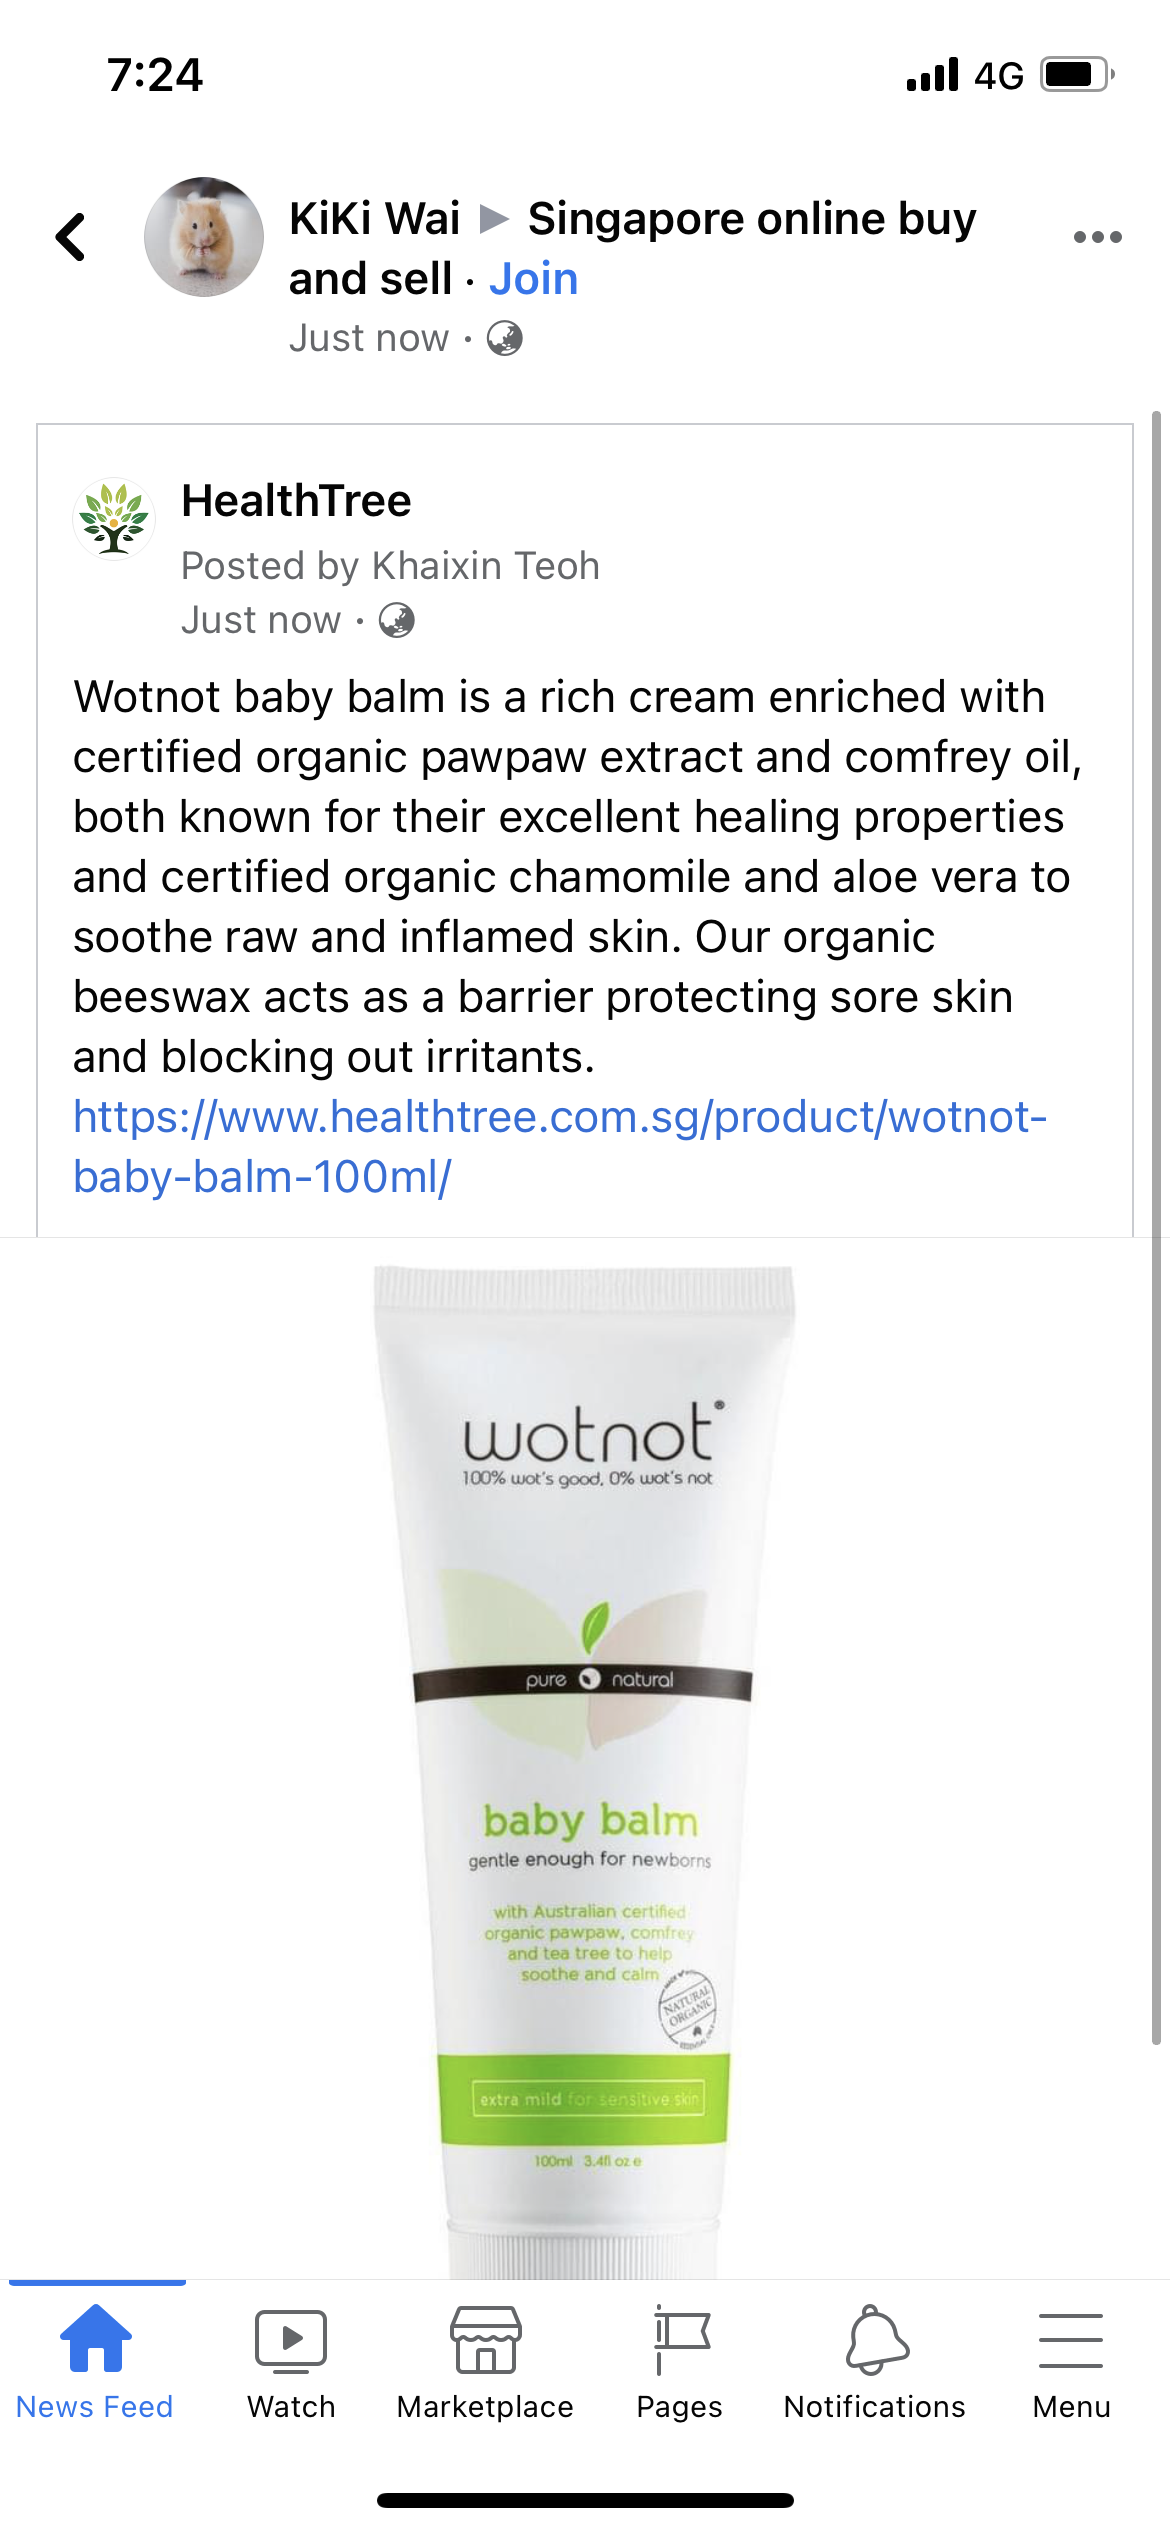 7:24
4G
KiKi Wai ▶ Singapore online buy
and sell · Join
Just now ·
HealthTree
Posted by Khaixin Teoh
Just now ·
Wotnot baby balm is a rich cream enriched with
certified organic pawpaw extract and comfrey oil,
both known for their excellent healing properties
and certified organic chamomile and aloe vera to
soothe raw and inflamed skin. Our organic
beeswax acts as a barrier protecting sore skin
and blocking out irritants.
https://www.healthtree.com.sg/product/wotnot-
baby-balm-100ml/
wotnot®
100% wot's good, 0% wot's not
pure natural
baby balm
gentle enough for newborns
with Australian certified
organic pawpaw, comfrey
and tea tree to help
soothe and calm
NATURAL
ORGANIC
extra mild for sensitive skin
100ml 3.4fl oz e
News Feed
Watch
Marketplace
Pages
Notifications
Menu